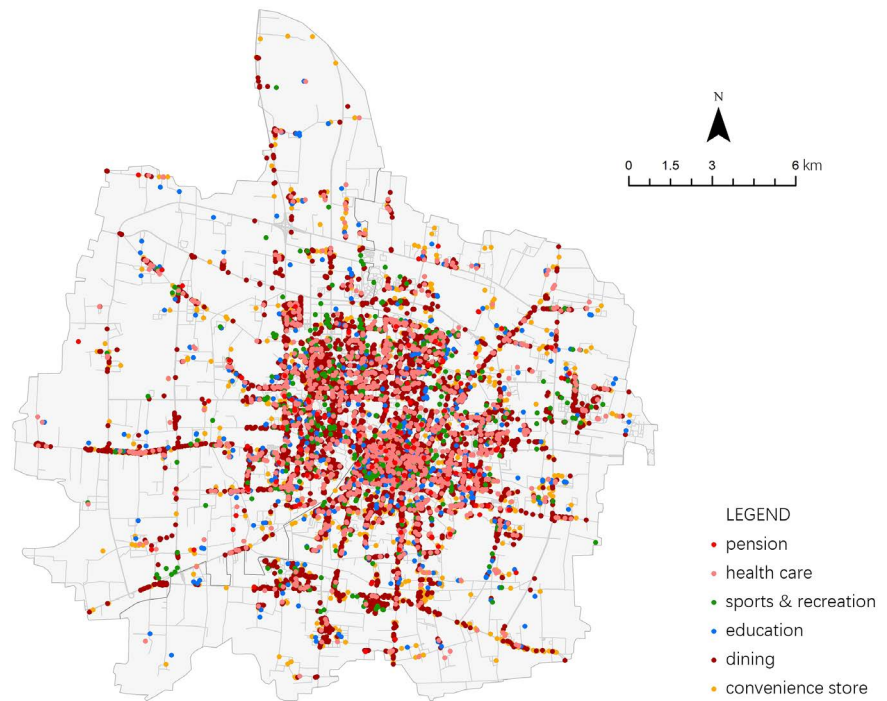 N
0 1.5 3 6 km
LEGEND
pension
health care
sports & recreation
education
dining
convenience store